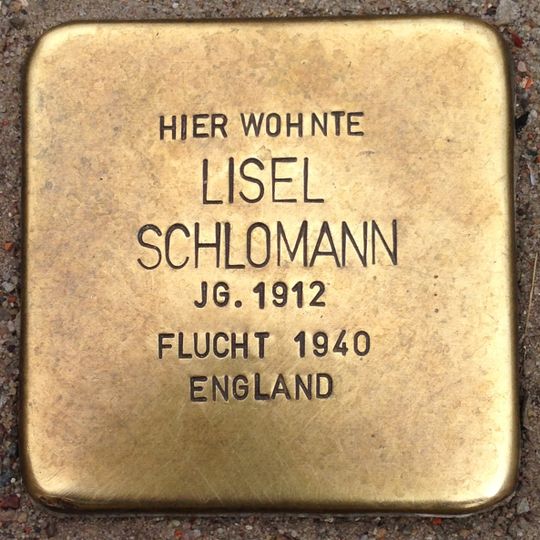 HIER WOHNTE
LISEL
SCHLOMANN
JG. 1912
FLUCHT 1940
ENGLAND